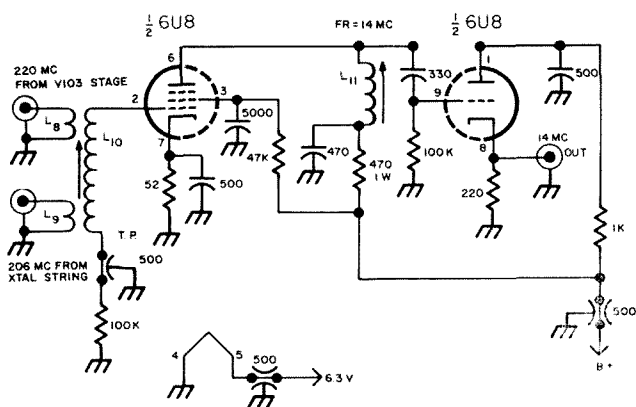 ½ 6U8
FR = 14 MC
½ 6U8
220 MC
FROM V103 STAGE
6
L11
330
1
500
2
3
9
L8
L10
5000
14 MC
OUT
7
47K
470
470
1 W
100K
8
52
500
220
L9
1K
T.P.
206 MC FROM
XTAL STRING
500
500
100K
B+
4
5
500
6.3 V